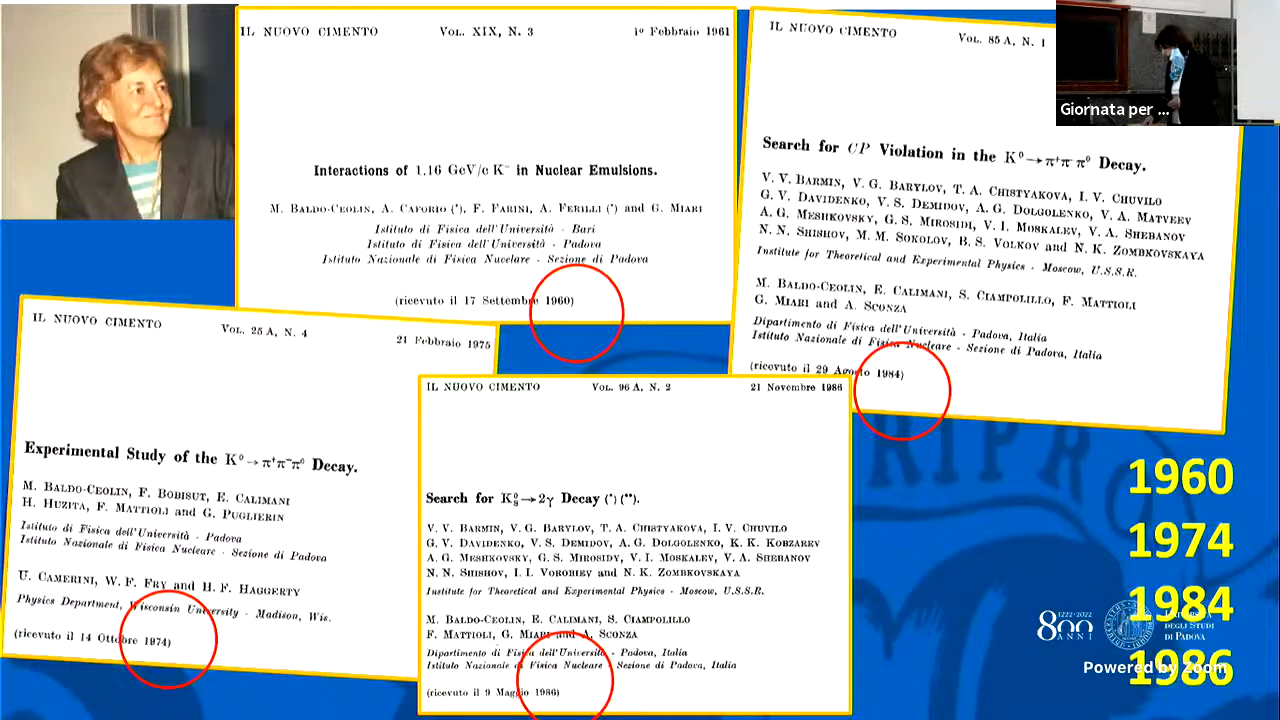 IL NUOVO CIMENTO VOL. XIX, N. 3 1º Febbraio 1961
Interactions of 1.16 GeV/c K⁻ in Nuclear Emulsions.
M. BALDO-CEOLIN, A. CAFORIO (*), F. FARINI, A. FERILLI (*) and G. MIARI
Istituto di Fisica dell'Università - Bari
Istituto di Fisica dell'Università - Padova
Istituto Nazionale di Fisica Nucelare - Sezione di Padova
(ricevuto il 17 Settembre 1960)
IL NUOVO CIMENTO VOL. 85 A, N. 1
Search for CP Violation in the K⁰→π⁺π⁻π⁰ Decay.
V. V. BARMIN, V. G. BARYLOV, T. A. CHISTYAKOVA, I. V. CHUVILO
G. V. DAVIDENKO, V. S. DEMIDOV, A. G. DOLGOLENKO, V. A. MATVEEV
A. G. MESHKOVSKY, G. S. MIROSIDI, V. I. MOSKALEV, V. A. SHEBANOV
N. N. SHISHOV, M. M. SOKOLOV, B. S. VOLKOV and N. K. ZOMBKOVSKAYA
Institute for Theoretical and Experimental Physics - Moscow, U.S.S.R.
M. BALDO-CEOLIN, E. CALIMANI, S. CIAMPOLILLO, F. MATTIOLI
G. MIARI and A. SCONZA
Dipartimento di Fisica dell'Università - Padova, Italia
Istituto Nazionale di Fisica Nucleare - Sezione di Padova, Italia
(ricevuto il 29 Agosto 1984)
Giornata per ...
IL NUOVO CIMENTO VOL. 25 A, N. 4 21 Febbraio 1975
Experimental Study of the K⁰→π⁺π⁻π⁰ Decay.
M. BALDO-CEOLIN, F. BOBISUT, E. CALIMANI
H. HUZITA, F. MATTIOLI and G. PUGLIERIN
Istituto di Fisica dell'Università - Padova
Istituto Nazionale di Fisica Nucleare - Sezione di Padova
U. CAMERINI, W. F. FRY and H. F. HAGGERTY
Physics Department, Wisconsin University - Madison, Wis.
(ricevuto il 14 Ottobre 1974)
IL NUOVO CIMENTO VOL. 96 A, N. 2 21 Novembre 1986
Search for K⁰S→2γ Decay (*) (**).
V. V. BARMIN, V. G. BARYLOV, T. A. CHISTYAKOVA, I. V. CHUVILO
G. V. DAVIDENKO, V. S. DEMIDOV, A. G. DOLGOLENKO, K. K. KOBZAREV
A. G. MESHKOVSKY, G. S. MIROSIDY, V. I. MOSKALEV, V. A. SHEBANOV
N. N. SHISHOV, I. I. VOROBIEV and N. K. ZOMBKOVSKAYA
Institute for Theoretical and Experimental Physics - Moscow, U.S.S.R.
M. BALDO-CEOLIN, E. CALIMANI, S. CIAMPOLILLO
F. MATTIOLI, G. MIARI and A. SCONZA
Dipartimento di Fisica dell'Università - Padova, Italia
Istituto Nazionale di Fisica Nucleare - Sezione di Padova, Italia
(ricevuto il 9 Maggio 1986)
1960
1974
1984
1986
1222-2022
800
ANNI
UNIVERSITÀ
DEGLI STUDI
DI PADOVA
Powered by Zoom